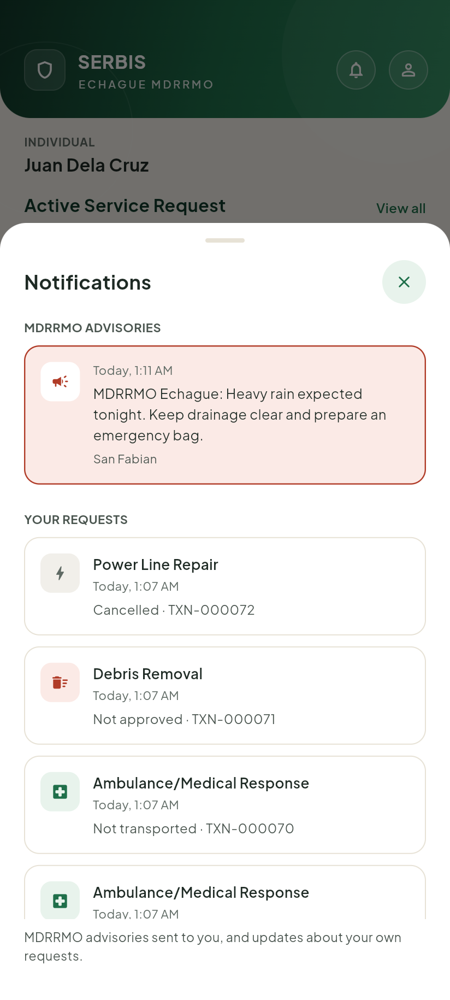 SERBIS
ECHAGUE MDRRMO
INDIVIDUAL
Juan Dela Cruz
Active Service Request
View all
Notifications
MDRRMO ADVISORIES
Today, 1:11 AM
MDRRMO Echague: Heavy rain expected
tonight. Keep drainage clear and prepare an
emergency bag.
San Fabian
YOUR REQUESTS
Power Line Repair
Today, 1:07 AM
Cancelled · TXN-000072
Debris Removal
Today, 1:07 AM
Not approved · TXN-000071
Ambulance/Medical Response
Today, 1:07 AM
Not transported · TXN-000070
Ambulance/Medical Response
Today, 1:07 AM
MDRRMO advisories sent to you, and updates about your own
requests.